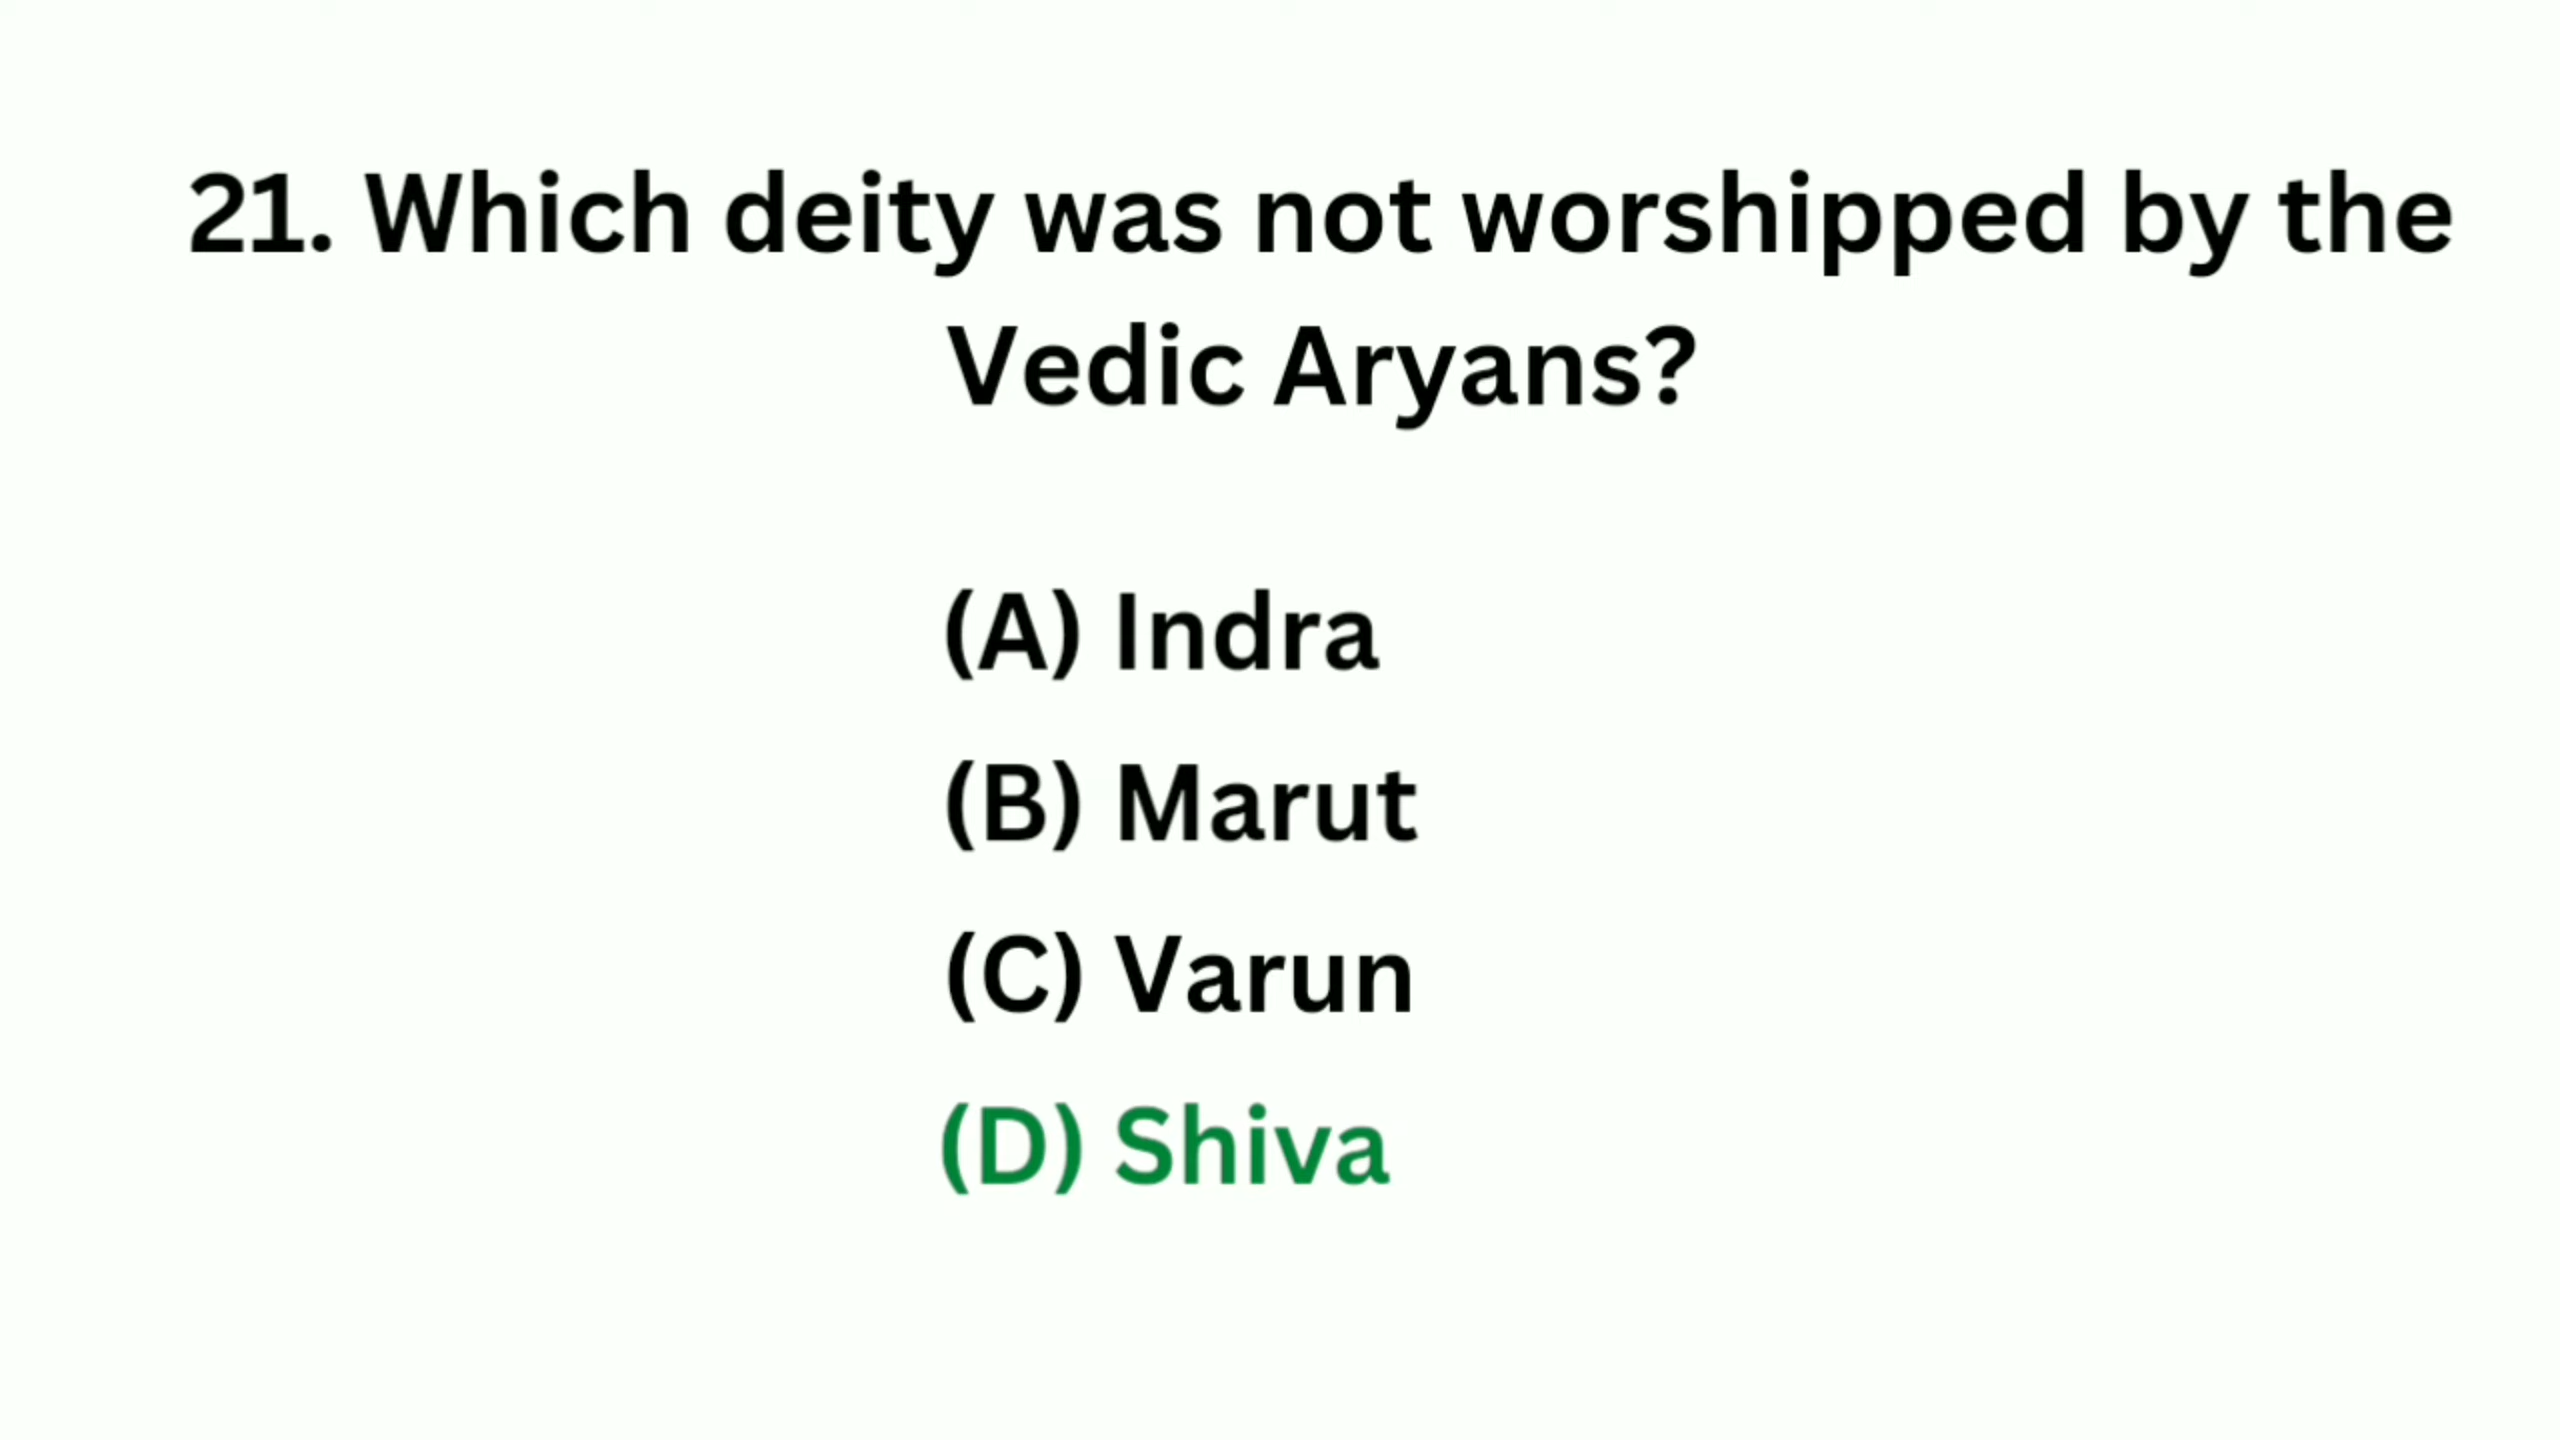 21. Which deity was not worshipped by the
Vedic Aryans?
(A) Indra
(B) Marut
(C) Varun
(D) Shiva